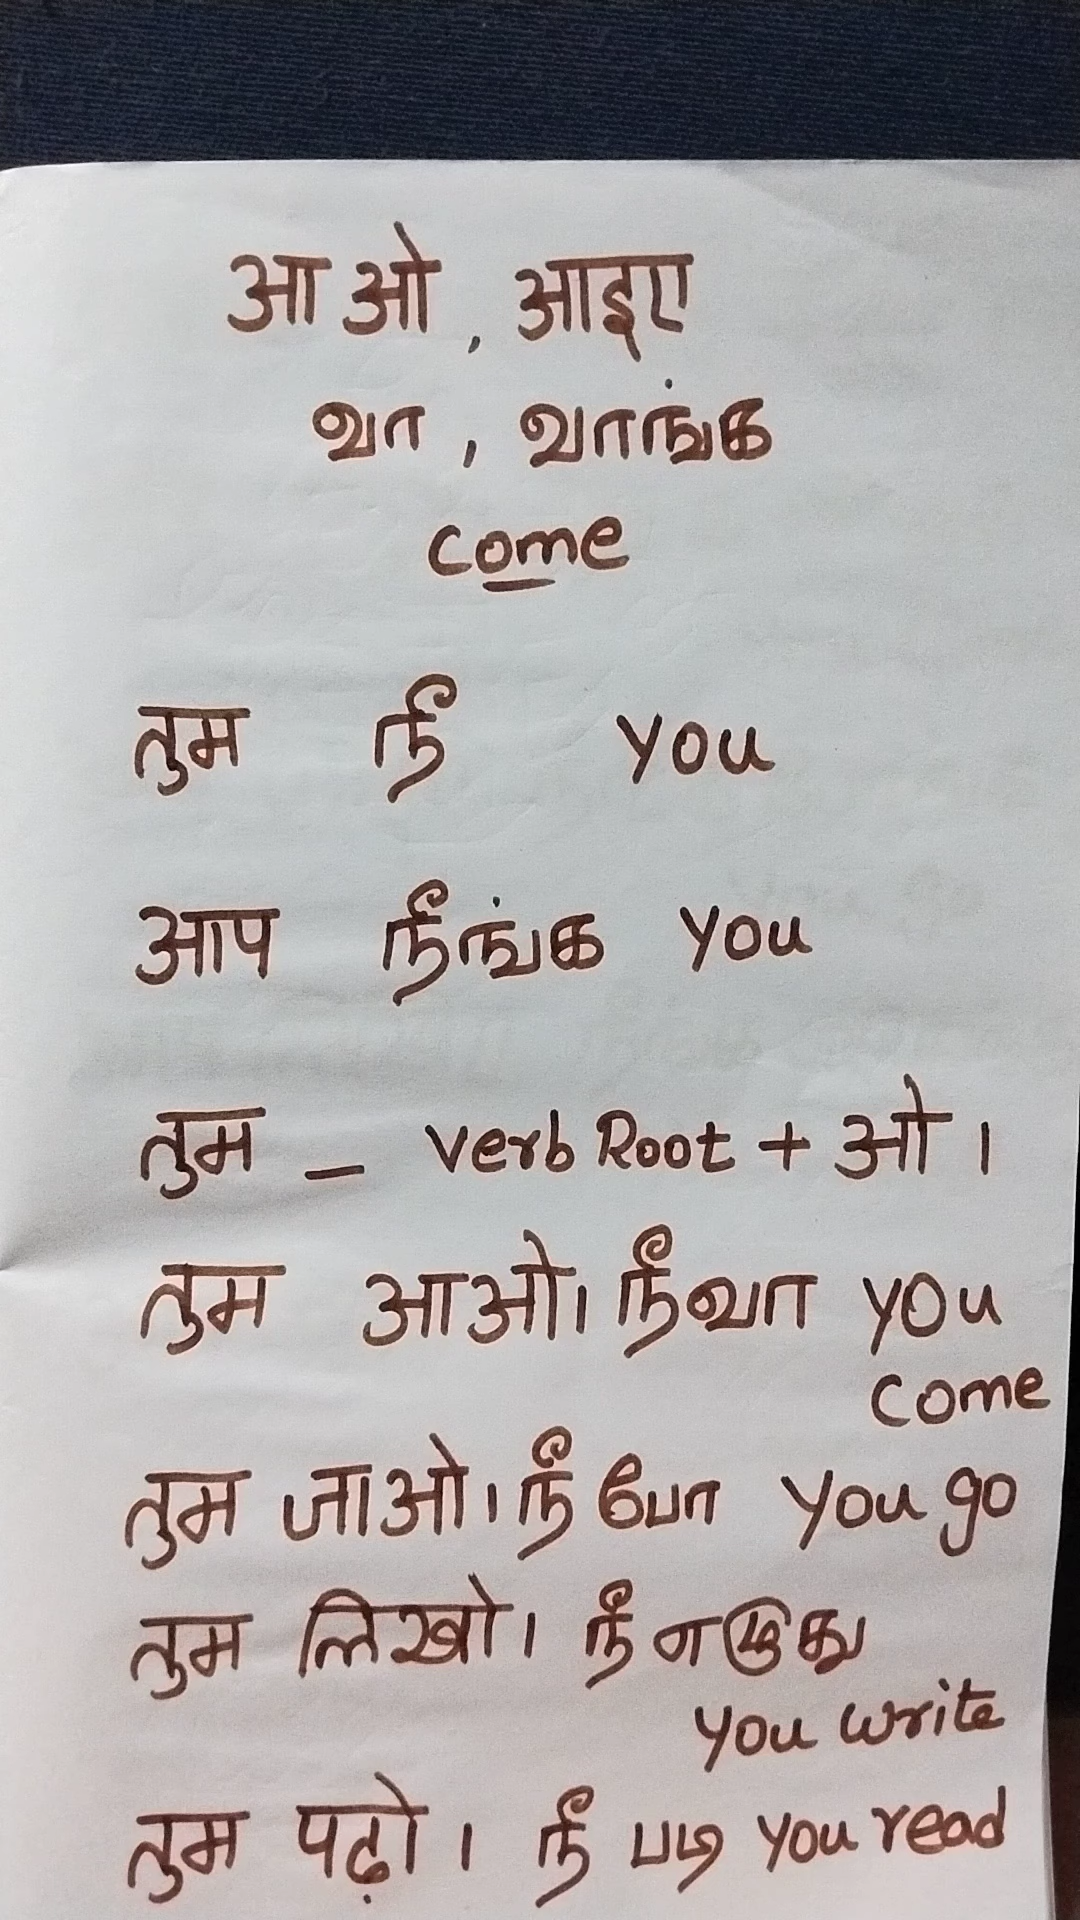 आओ, आइए
வா, வாங்க
come
तुम நீ you
आप நீங்க you
तुम – verb Root + ओ।
तुम आओ। நீ வா you
come
तुम जाओ। நீ போ you go
तुम लिखो। நீ எழுது
you write
तुम पढ़ो। நீ படி you read